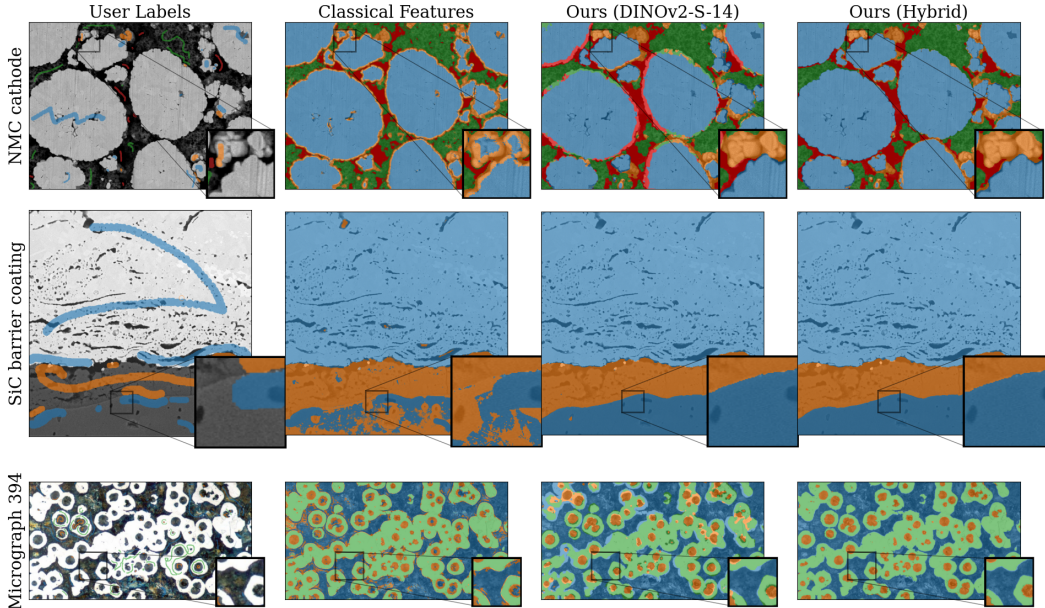 User Labels
Classical Features
Ours (DINOv2-S-14)
Ours (Hybrid)
NMC cathode
SiC barrier coating
Micrograph 394